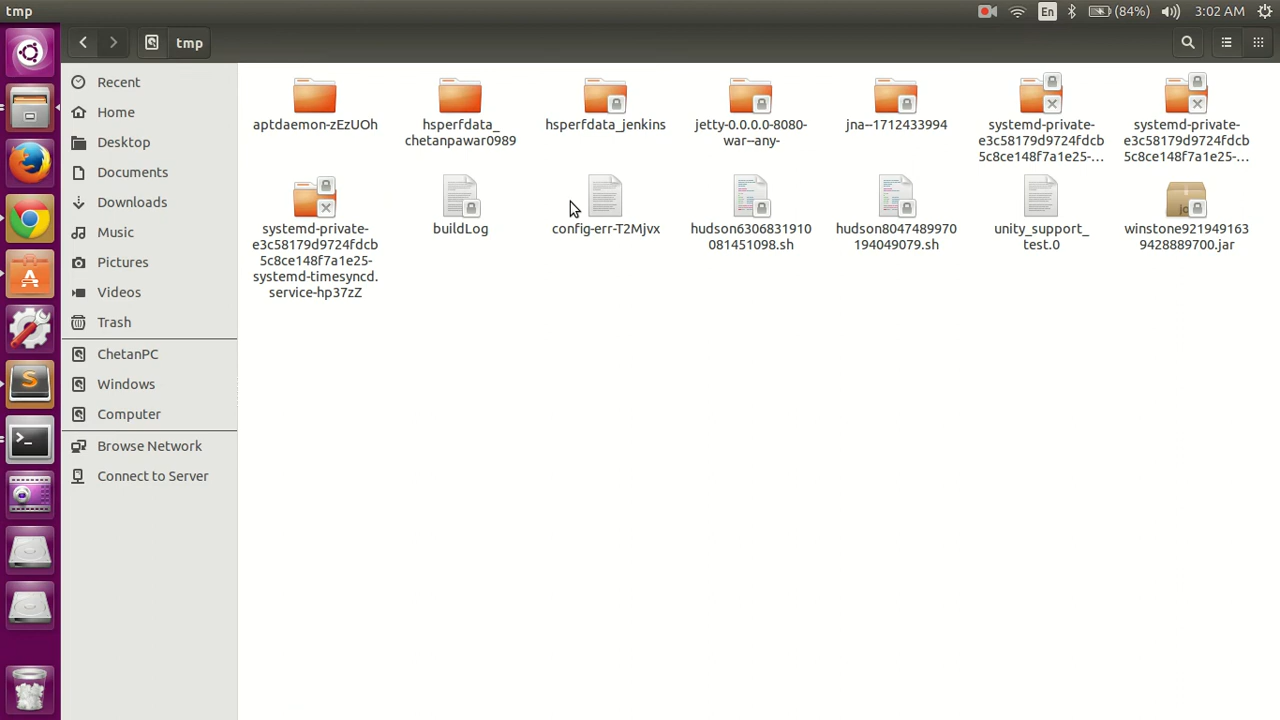 tmp
En
(84%)
3:02 AM
tmp
Recent
Home
Desktop
Documents
Downloads
Music
Pictures
Videos
Trash
ChetanPC
Windows
Computer
Browse Network
Connect to Server
aptdaemon-zEzUOh
hsperfdata_
chetanpawar0989
hsperfdata_jenkins
jetty-0.0.0.0-8080-
war--any-
jna--1712433994
systemd-private-
e3c58179d9724fdcb
5c8ce148f7a1e25-...
systemd-private-
e3c58179d9724fdcb
5c8ce148f7a1e25-...
systemd-private-
e3c58179d9724fdcb
5c8ce148f7a1e25-
systemd-timesyncd.
service-hp37zZ
buildLog
config-err-T2Mjvx
hudson6306831910
081451098.sh
hudson8047489970
194049079.sh
unity_support_
test.0
winstone921949163
9428889700.jar